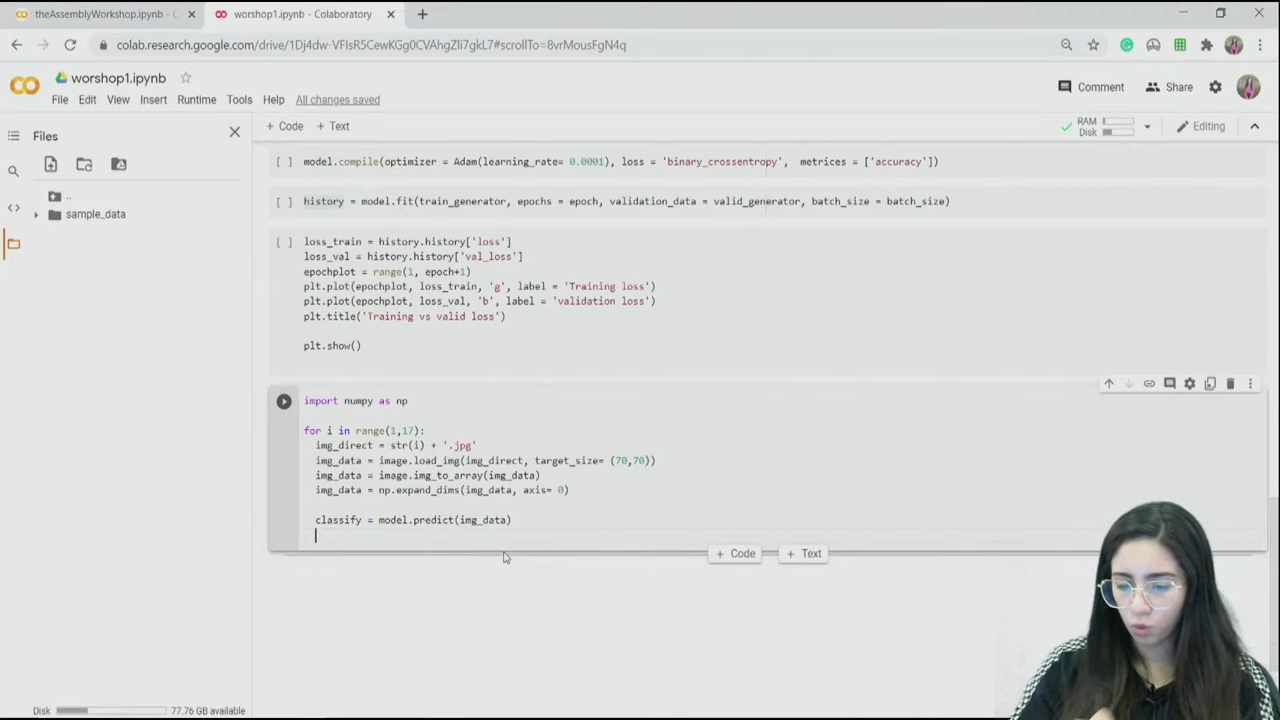 theAssemblyWorkshop.ipynb - C
worshop1.ipynb - Colaboratory
colab.research.google.com/drive/1Dj4dw-VFIsR5CewKGg0CVAhgZli7gkL7#scrollTo=8vrMousFgN4q
worshop1.ipynb
Comment
Share
File Edit View Insert Runtime Tools Help All changes saved
Files
+ Code + Text
RAM
Disk
Editing
[ ] model.compile(optimizer = Adam(learning_rate= 0.0001), loss = 'binary_crossentropy', metrices = ['accuracy'])
..
sample_data
[ ] history = model.fit(train_generator, epochs = epoch, validation_data = valid_generator, batch_size = batch_size)
[ ] loss_train = history.history['loss']
loss_val = history.history['val_loss']
epochplot = range(1, epoch+1)
plt.plot(epochplot, loss_train, 'g', label = 'Training loss')
plt.plot(epochplot, loss_val, 'b', label = 'validation loss')
plt.title('Training vs valid loss')
plt.show()
import numpy as np
for i in range(1,17):
img_direct = str(i) + '.jpg'
img_data = image.load_img(img_direct, target_size= (70,70))
img_data = image.img_to_array(img_data)
img_data = np.expand_dims(img_data, axis= 0)
classify = model.predict(img_data)
+ Code + Text
Disk 77.76 GB available